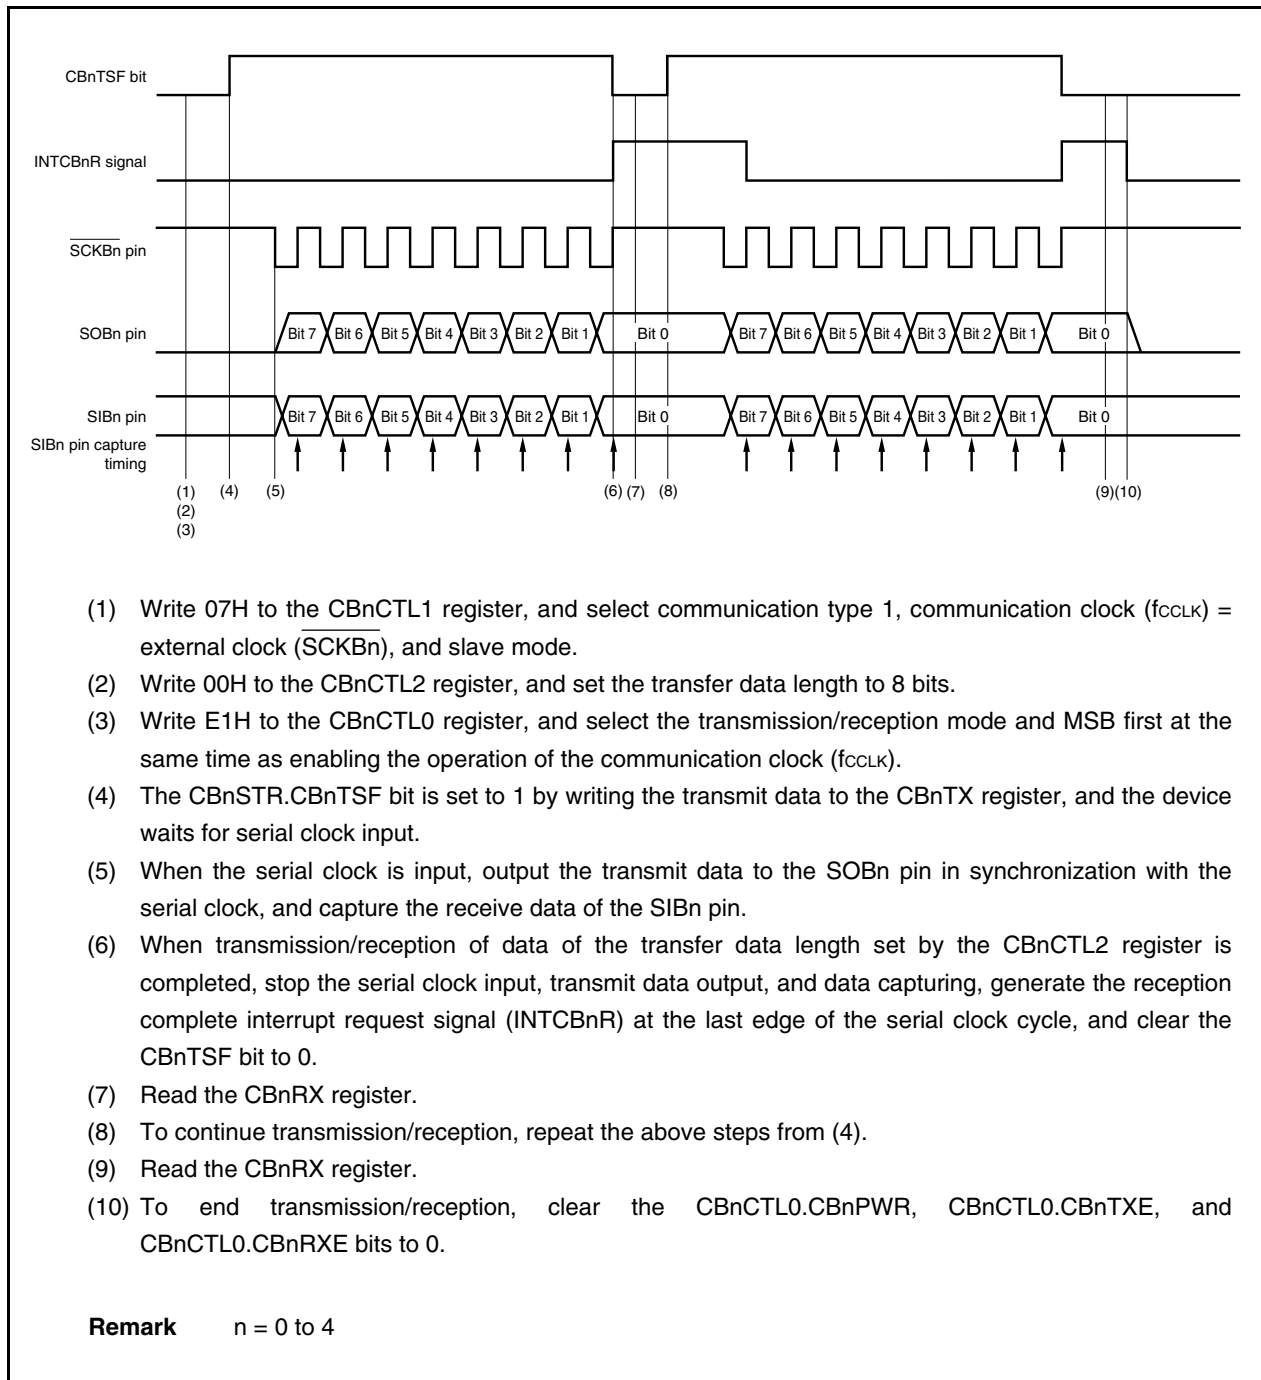 CBnTSF bit
INTCBnR signal
SCKBn pin
SOBn pin
Bit 7 Bit 6 Bit 5 Bit 4 Bit 3 Bit 2 Bit 1 Bit 0 Bit 7 Bit 6 Bit 5 Bit 4 Bit 3 Bit 2 Bit 1 Bit 0
SIBn pin
Bit 7 Bit 6 Bit 5 Bit 4 Bit 3 Bit 2 Bit 1 Bit 0 Bit 7 Bit 6 Bit 5 Bit 4 Bit 3 Bit 2 Bit 1 Bit 0
SIBn pin capture
timing
(1) (4) (5) (6) (7) (8) (9) (10)
(2)
(3)
(1) Write 07H to the CBnCTL1 register, and select communication type 1, communication clock (fCCLK) =
external clock (SCKBn), and slave mode.
(2) Write 00H to the CBnCTL2 register, and set the transfer data length to 8 bits.
(3) Write E1H to the CBnCTL0 register, and select the transmission/reception mode and MSB first at the
same time as enabling the operation of the communication clock (fCCLK).
(4) The CBnSTR.CBnTSF bit is set to 1 by writing the transmit data to the CBnTX register, and the device
waits for serial clock input.
(5) When the serial clock is input, output the transmit data to the SOBn pin in synchronization with the
serial clock, and capture the receive data of the SIBn pin.
(6) When transmission/reception of data of the transfer data length set by the CBnCTL2 register is
completed, stop the serial clock input, transmit data output, and data capturing, generate the reception
complete interrupt request signal (INTCBnR) at the last edge of the serial clock cycle, and clear the
CBnTSF bit to 0.
(7) Read the CBnRX register.
(8) To continue transmission/reception, repeat the above steps from (4).
(9) Read the CBnRX register.
(10) To end transmission/reception, clear the CBnCTL0.CBnPWR, CBnCTL0.CBnTXE, and
CBnCTL0.CBnRXE bits to 0.
Remark n = 0 to 4